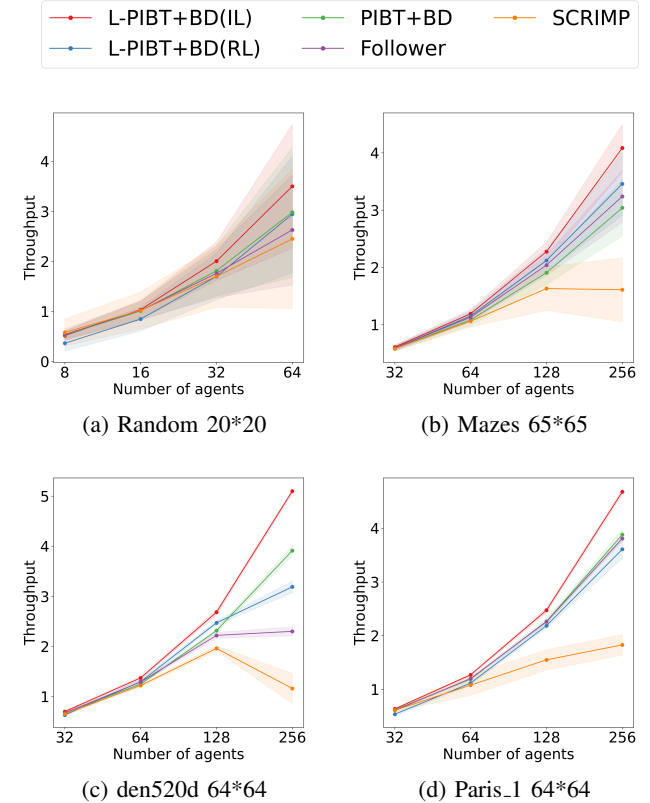 L-PIBT+BD(IL) PIBT+BD SCRIMP
L-PIBT+BD(RL) Follower
4
3
2
1
0
Throughput
8 16 32 64
Number of agents
(a) Random 20*20
4
3
2
1
Throughput
32 64 128 256
Number of agents
(b) Mazes 65*65
5
4
3
2
1
Throughput
32 64 128 256
Number of agents
(c) den520d 64*64
4
3
2
1
Throughput
32 64 128 256
Number of agents
(d) Paris_1 64*64